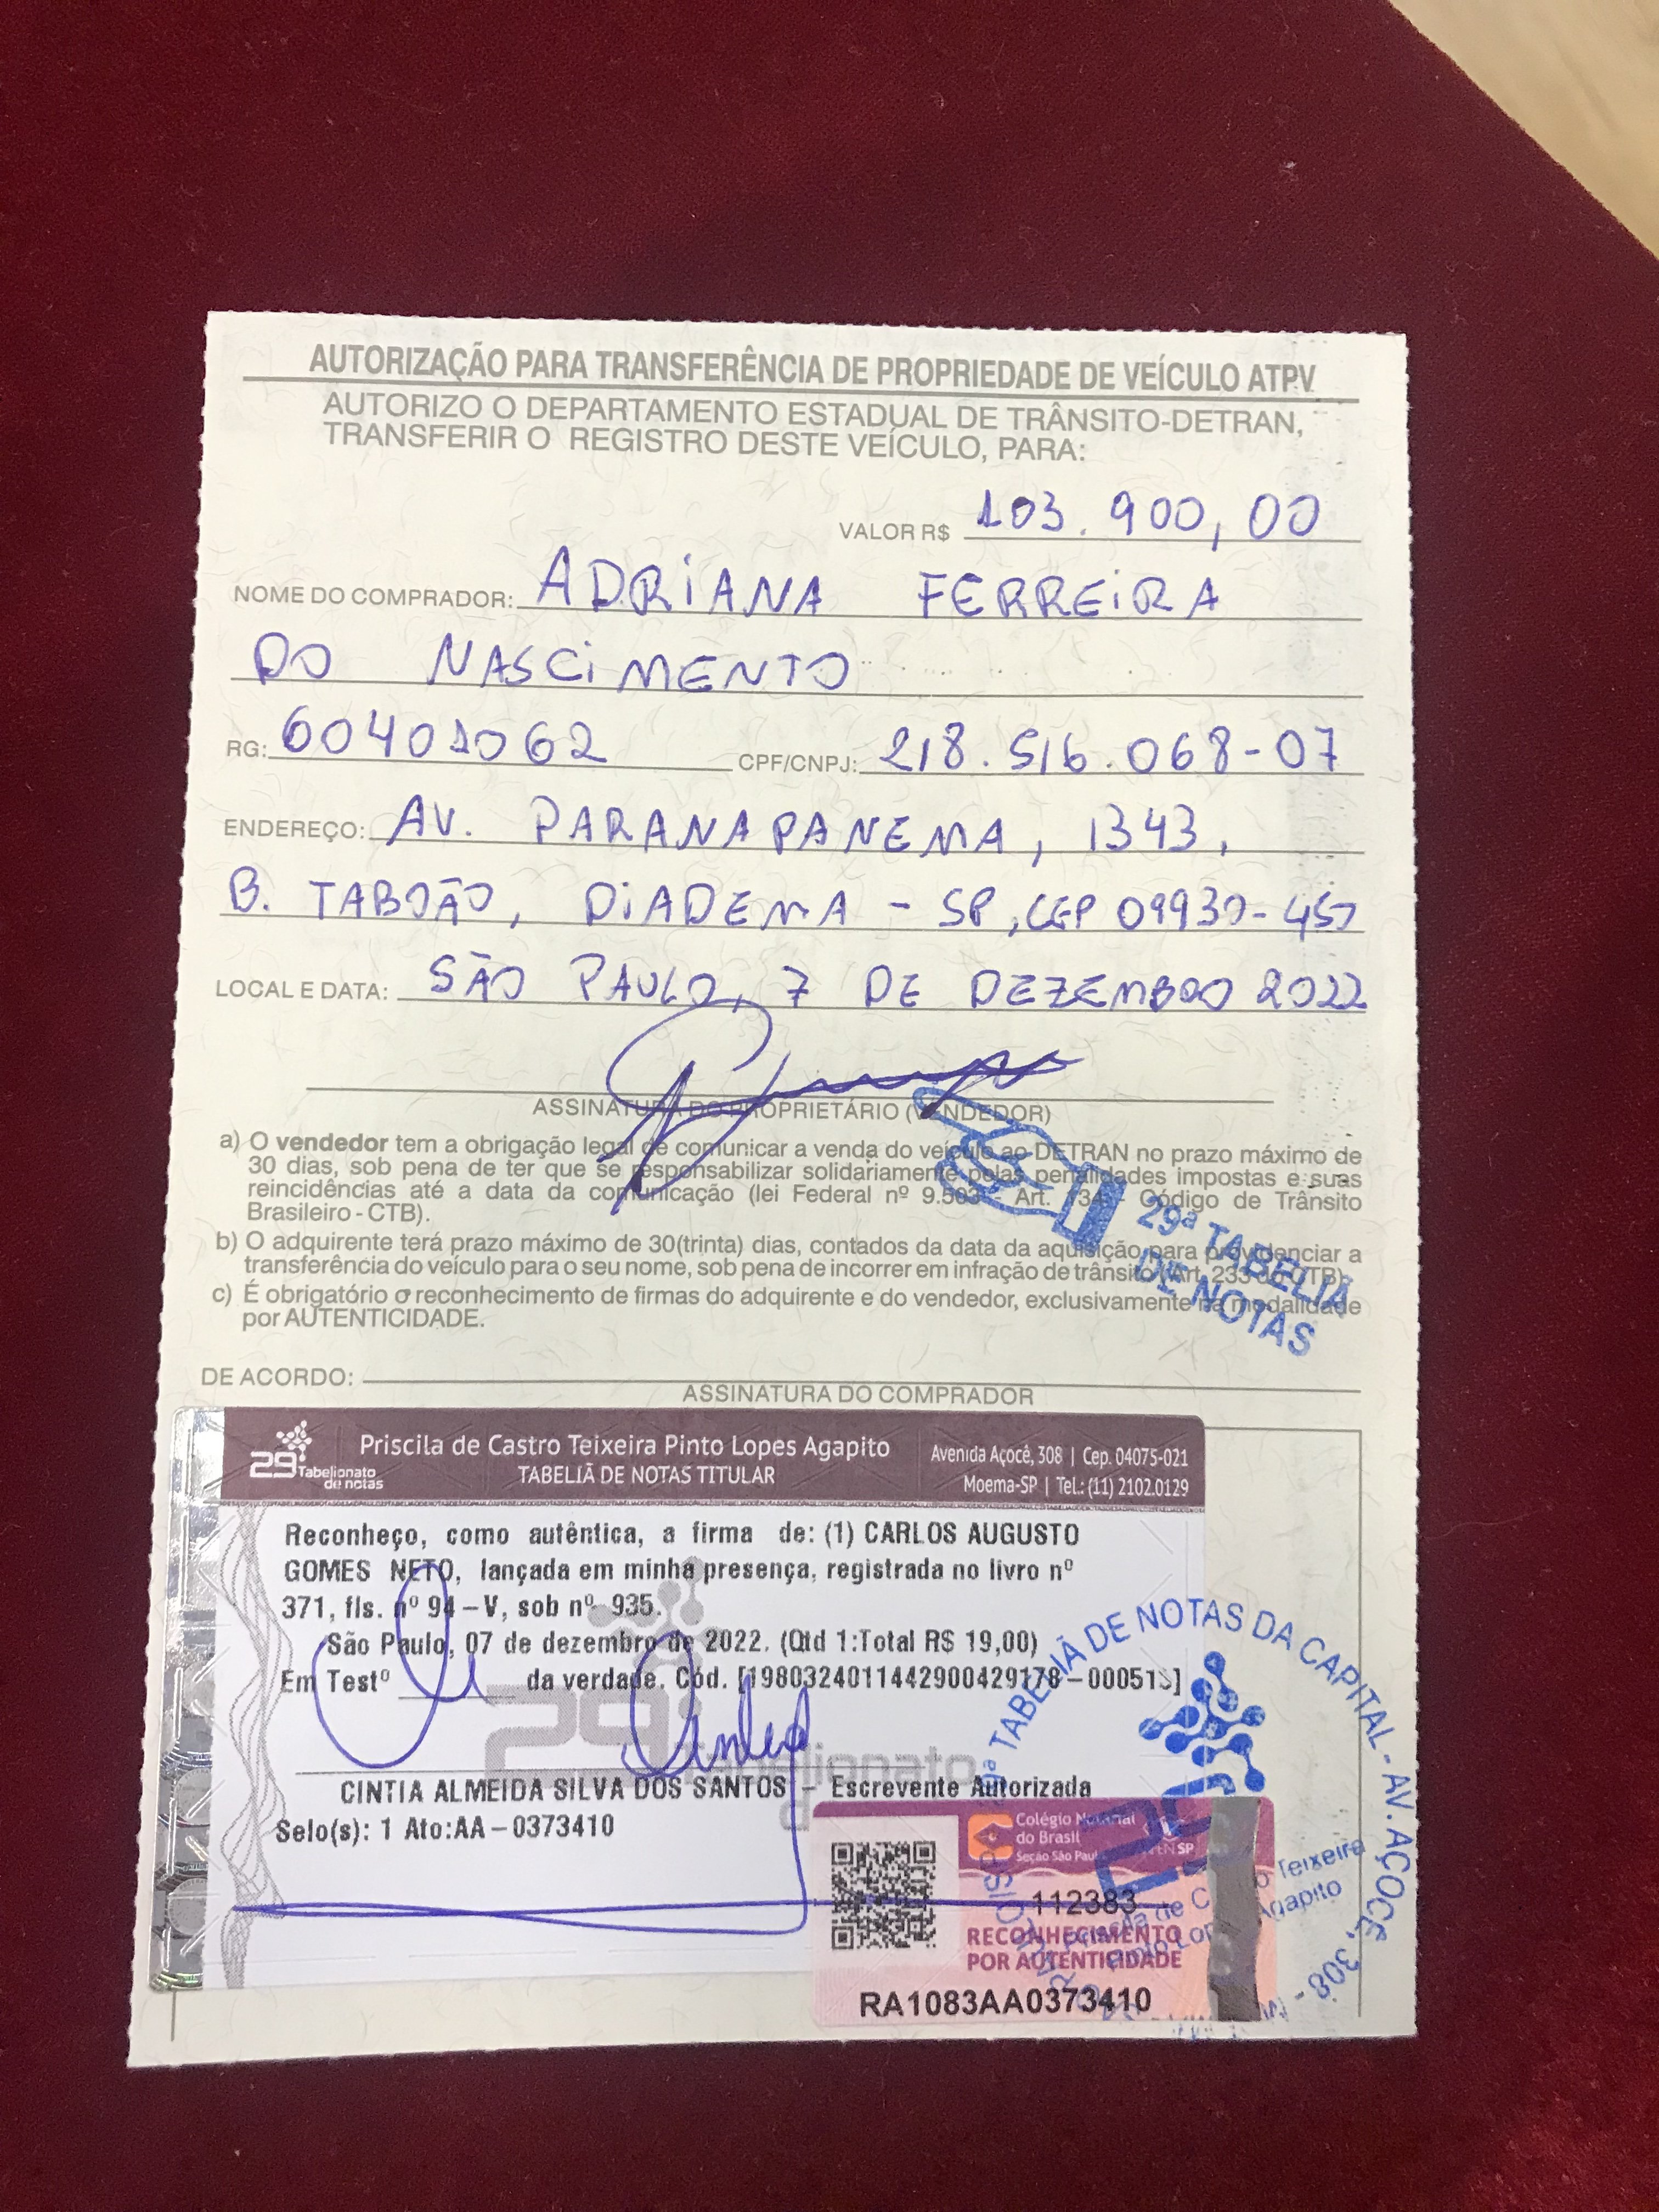 AUTORIZAÇÃO PARA TRANSFERÊNCIA DE PROPRIEDADE DE VEÍCULO ATPV
AUTORIZO O DEPARTAMENTO ESTADUAL DE TRÂNSITO-DETRAN,
TRANSFERIR O REGISTRO DESTE VEÍCULO, PARA:
VALOR R$ 103.900,00
NOME DO COMPRADOR: ADRIANA FERREIRA
DO NASCIMENTO
RG: 60401062 CPF/CNPJ: 218.516.068-07
ENDEREÇO: AV. PARANAPANEMA, 1343,
B. TABOÃO, DIADEMA - SP, CEP 09930-450
LOCAL E DATA: SÃO PAULO, 7 DE DEZEMBRO 2022
ASSINATURA DO PROPRIETÁRIO (VENDEDOR)
a) O vendedor tem a obrigação legal de comunicar a venda do veículo ao DETRAN no prazo máximo de
30 dias, sob pena de ter que se responsabilizar solidariamente pelas penalidades impostas e suas
reincidências até a data da comunicação (lei Federal nº 9.503 - Art. 134 - Código de Trânsito
Brasileiro - CTB).
b) O adquirente terá prazo máximo de 30(trinta) dias, contados da data da aquisição para providenciar a
transferência do veículo para o seu nome, sob pena de incorrer em infração de trânsito (Art. 233 do CTB).
c) É obrigatório o reconhecimento de firmas do adquirente e do vendedor, exclusivamente na modalidade
por AUTENTICIDADE.
29ª TABELIÃ
DE NOTAS
DE ACORDO:
ASSINATURA DO COMPRADOR
29 Tabelionato
de notas
Priscila de Castro Teixeira Pinto Lopes Agapito
TABELIÃ DE NOTAS TITULAR
Avenida Açocê, 308 | Cep. 04075-021
Moema-SP | Tel.: (11) 2102.0129
Reconheço, como autêntica, a firma de: (1) CARLOS AUGUSTO
GOMES NETO, lançada em minha presença, registrada no livro nº
371, fls. nº 94-V, sob nº 935.
São Paulo, 07 de dezembro de 2022. (Qtd 1:Total R$ 19,00)
Em Testº da verdade. Cód. [1980324011442900429178-
29 Tabelionato
CINTIA ALMEIDA SILVA DOS SANTOS - Escrevente Autorizada
Selo(s): 1 Ato:AA-0373410
Colégio Notarial
do Brasil
Seção São Paulo
112383
RECONHECIMENTO
POR AUTENTICIDADE
RA1083AA0373410
TABELIÃ DE NOTAS DA CAPITAL - AV. AÇOCÊ, 308 -
29
Priscila de Castro Teixeira
Pinto Lopes Agapito